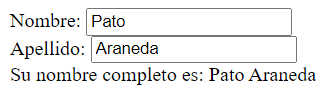 Nombre: Pato
Apellido: Araneda
Su nombre completo es: Pato Araneda